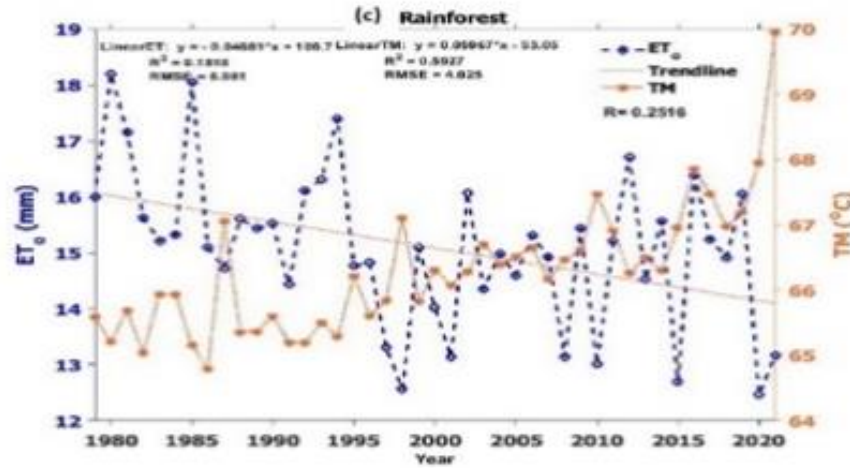 (c) Rainforest
LinearET: y = - 0.04681*x + 108.7 LinearTM: y = 0.05967*x - 53.05
R² = 0.1818 R² = 0.5927
RMSE = 4.825
ET₀
Trendline
TM
R= 0.2516
19
18
17
16
15
14
13
12
ET₀ (mm)
70
69
68
67
66
65
64
TM (°C)
1980 1985 1990 1995 2000 2005 2010 2015 2020
Year